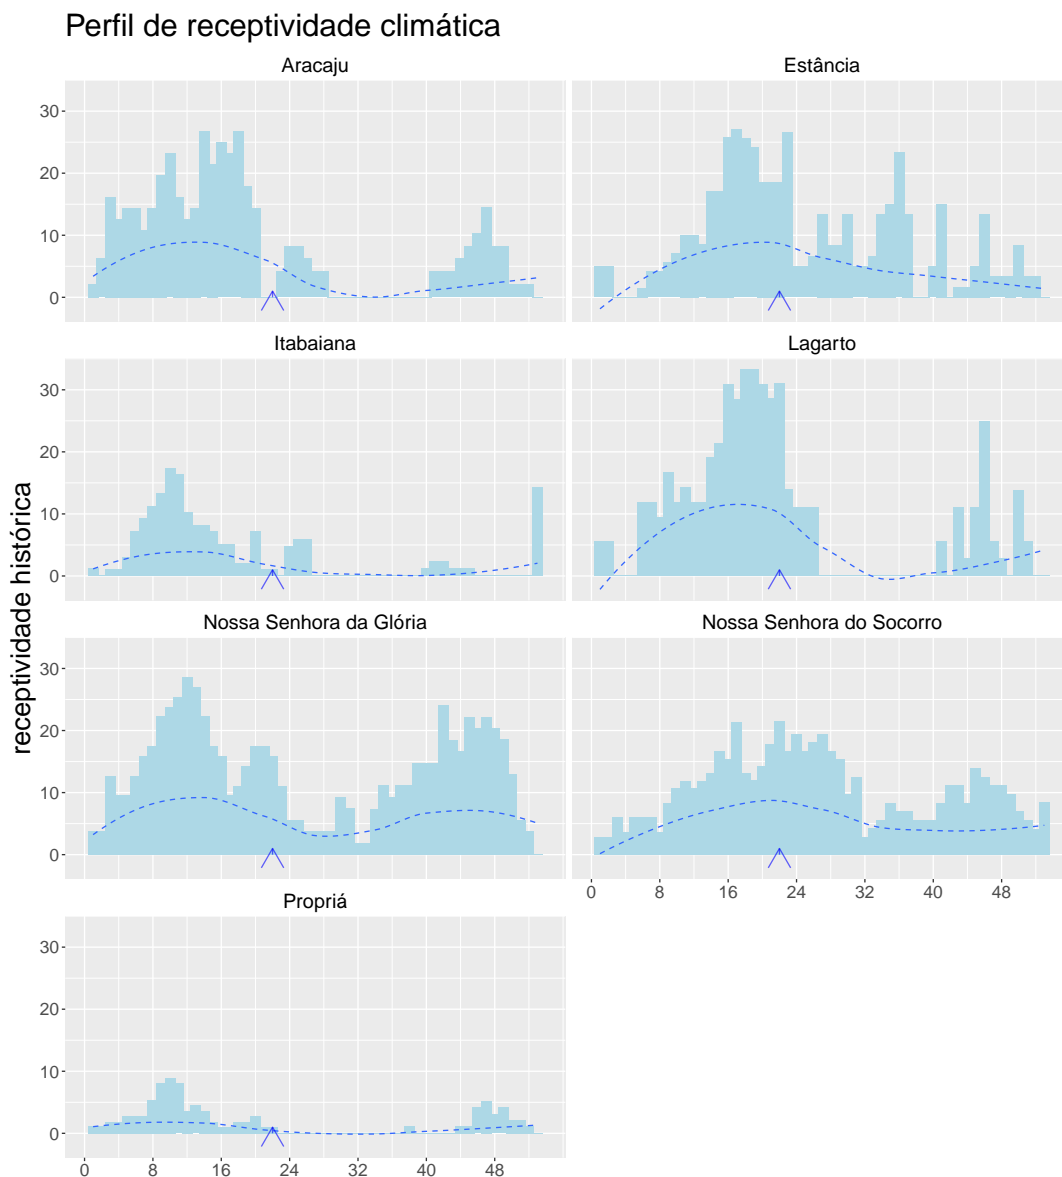 Perfil de receptividade climática
Aracaju
Estância
30
20
10
0
Itabaiana
Lagarto
30
20
10
0
receptividade histórica
Nossa Senhora da Glória
Nossa Senhora do Socorro
30
20
10
0
0 8 16 24 32 40 48
Propriá
30
20
10
0
0 8 16 24 32 40 48